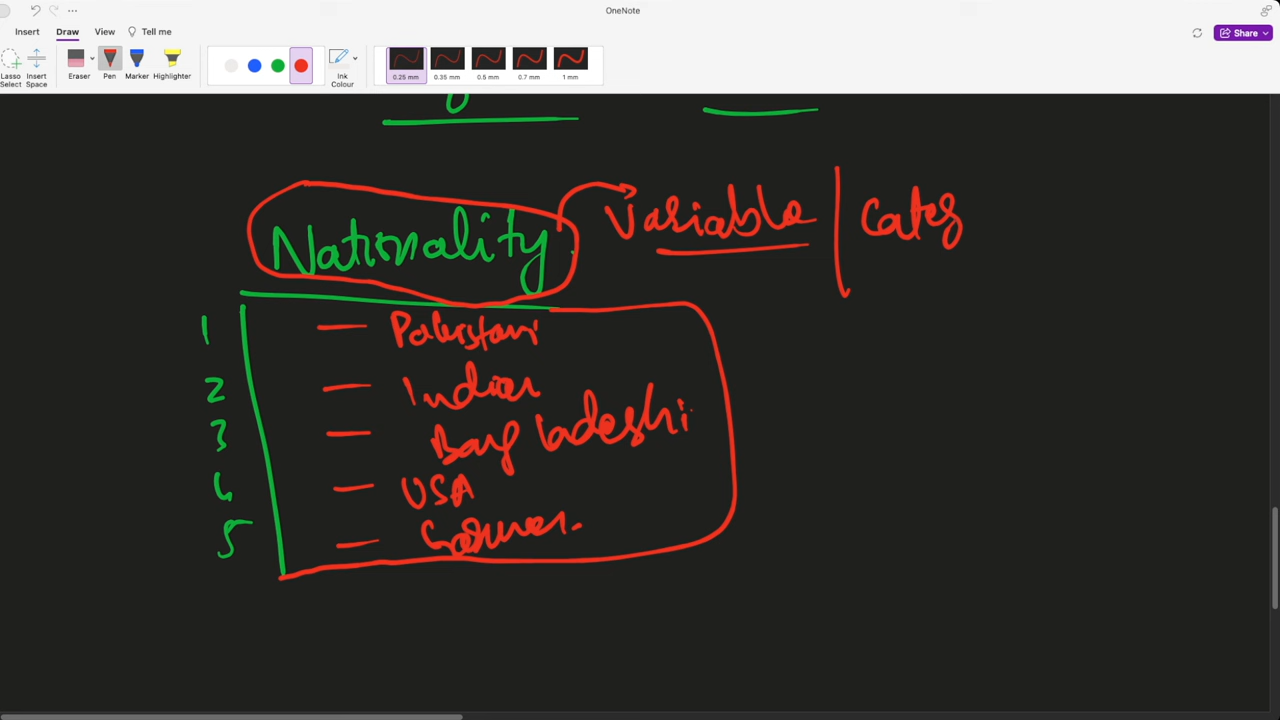 OneNote
Insert Draw View Tell me
Share
Lasso Select
Insert Space
Eraser
Pen
Marker
Highlighter
Ink Colour
0.25 mm 0.35 mm 0.5 mm 0.7 mm 1 mm
Nationality Variable | Categ
1 — Pakistani
2 — Indian
3 — Bangladeshi
4 — USA
5 —